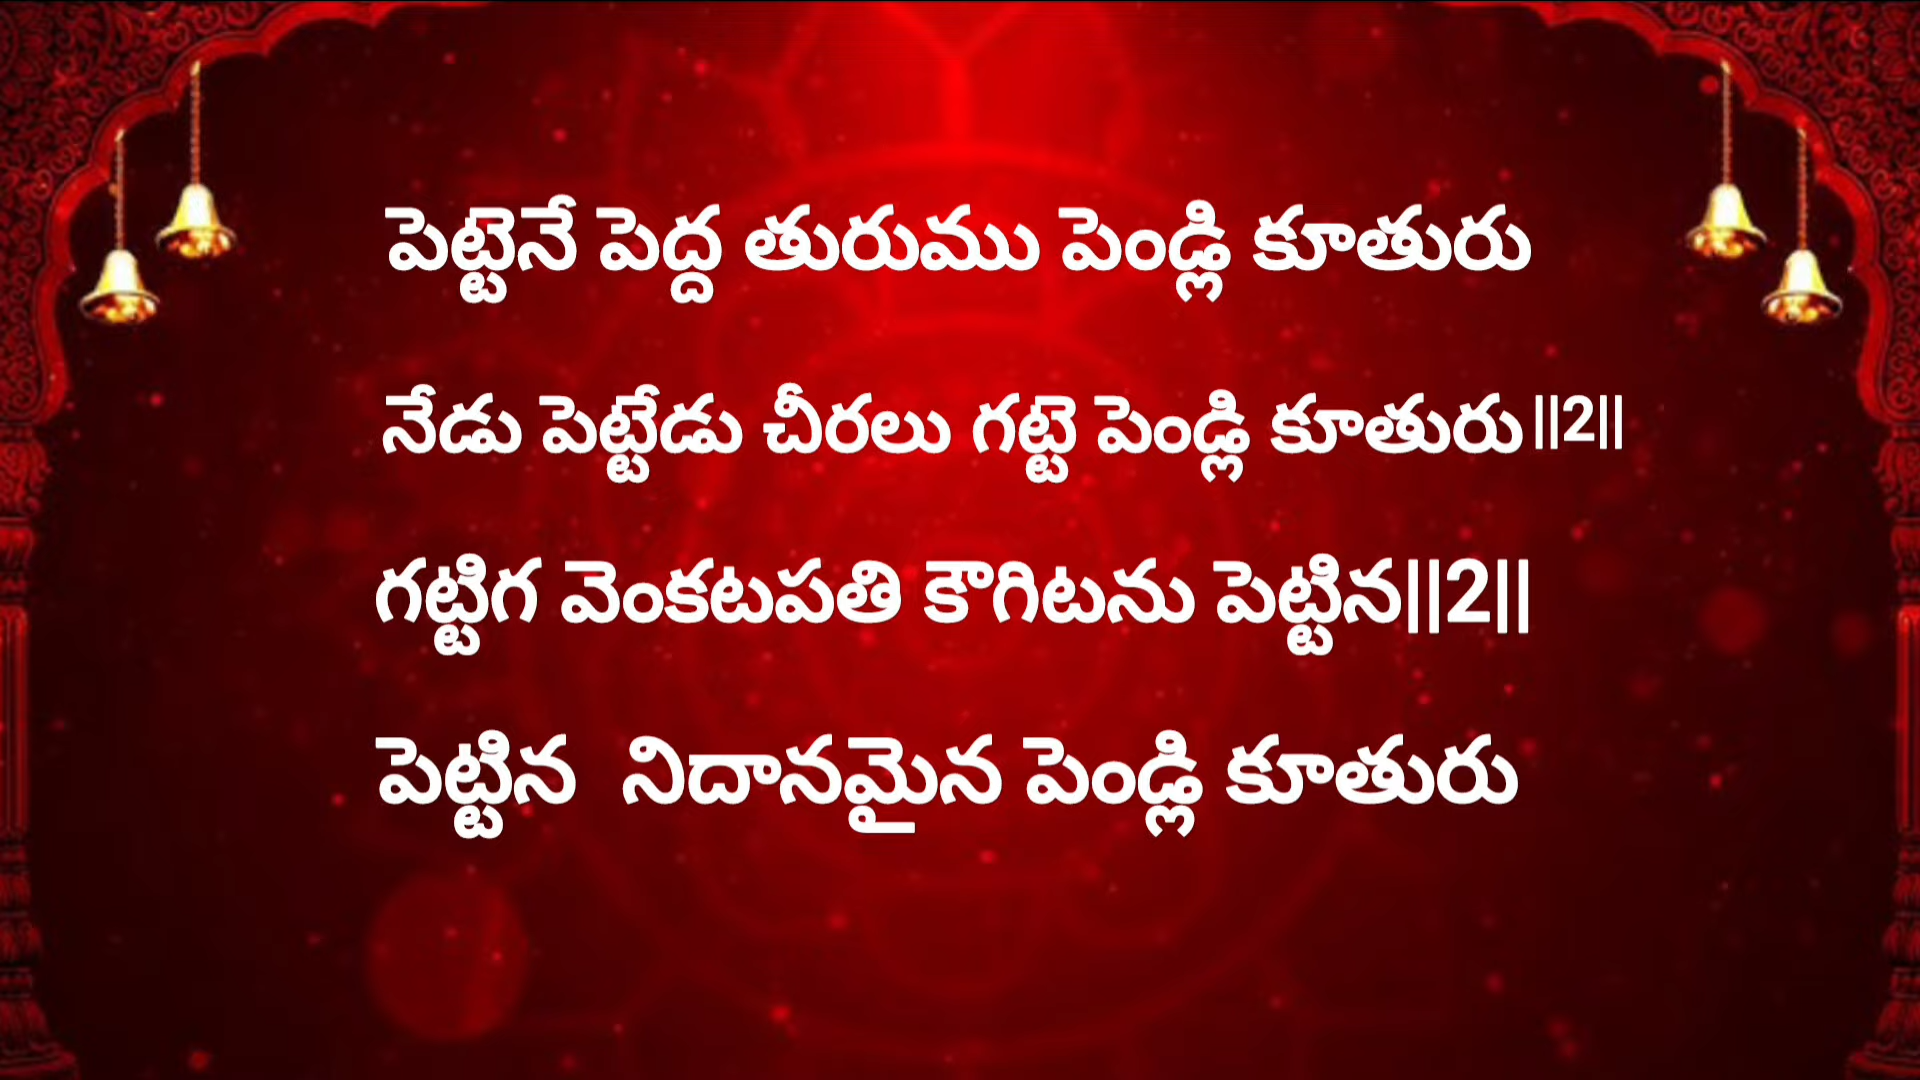 పెట్టెనే పెద్ద తురుము పెండ్లి కూతురు
నేడు పెట్టేడు చీరలు గట్టె పెండ్లి కూతురు||2||
గట్టిగ వెంకటపతి కౌగిటను పెట్టిన||2||
పెట్టిన నిదానమైన పెండ్లి కూతురు